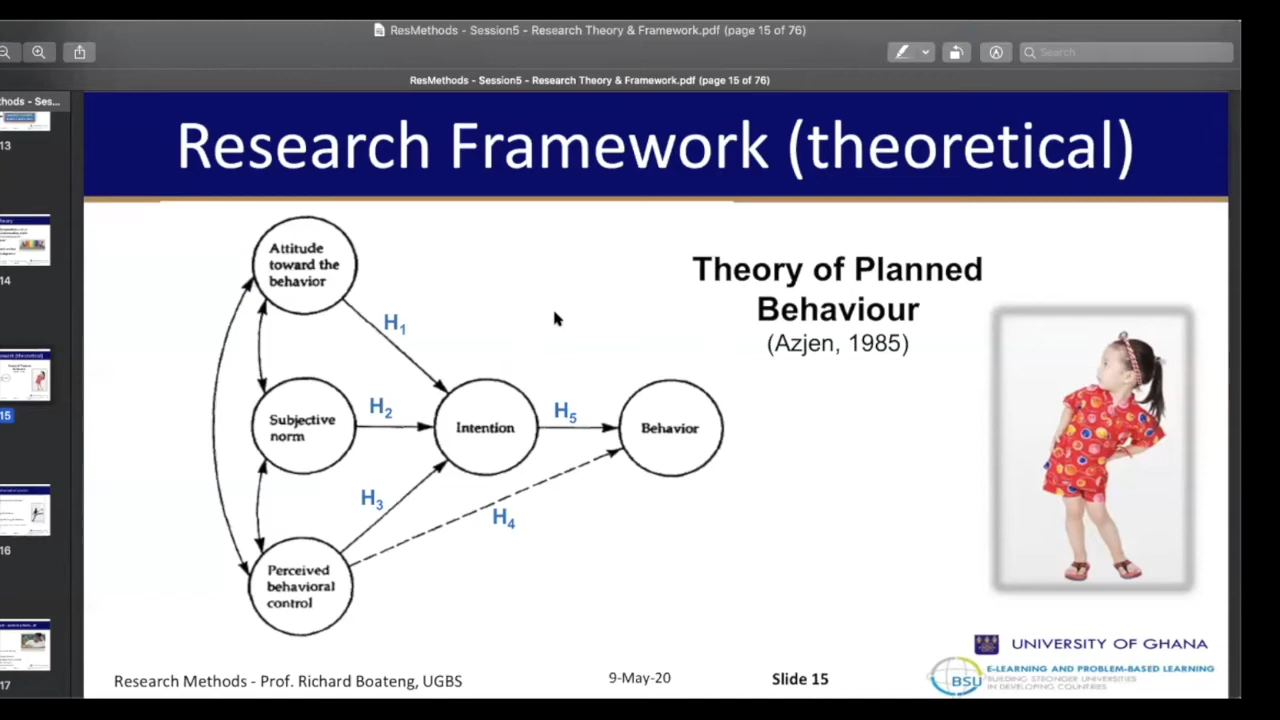 ResMethods - Session5 - Research Theory & Framework.pdf (page 15 of 76)
Search
ResMethods - Session5 - Research Theory & Framework.pdf (page 15 of 76)
hods - Ses...
13
14
15
16
17
Research Framework (theoretical)
Attitude
toward the
behavior
Subjective
norm
Perceived
behavioral
control
Intention
Behavior
H1
H2
H3
H4
H5
Theory of Planned
Behaviour
(Azjen, 1985)
UNIVERSITY OF GHANA
BSU
E-LEARNING AND PROBLEM-BASED LEARNING
BUILDING STRONGER UNIVERSITIES
IN DEVELOPING COUNTRIES
Research Methods - Prof. Richard Boateng, UGBS
9-May-20
Slide 15